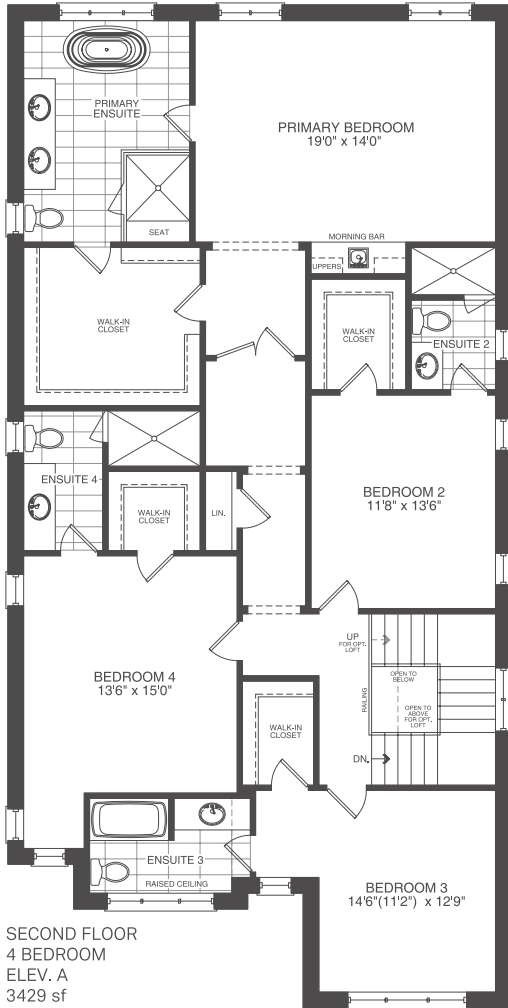 PRIMARY
ENSUITE
PRIMARY BEDROOM
19'0" x 14'0"
SEAT
MORNING BAR
UPPERS
WALK-IN
CLOSET
WALK-IN
CLOSET
ENSUITE 2
ENSUITE 4
WALK-IN
CLOSET
LIN.
BEDROOM 2
11'8" x 13'6"
BEDROOM 4
13'6" x 15'0"
UP
FOR OPT.
LOFT
OPEN TO
BELOW
RAILING
OPEN TO
ABOVE
FOR OPT.
LOFT
DN.
WALK-IN
CLOSET
ENSUITE 3
RAISED CEILING
BEDROOM 3
14'6"(11'2") x 12'9"
SECOND FLOOR
4 BEDROOM
ELEV. A
3429 sf